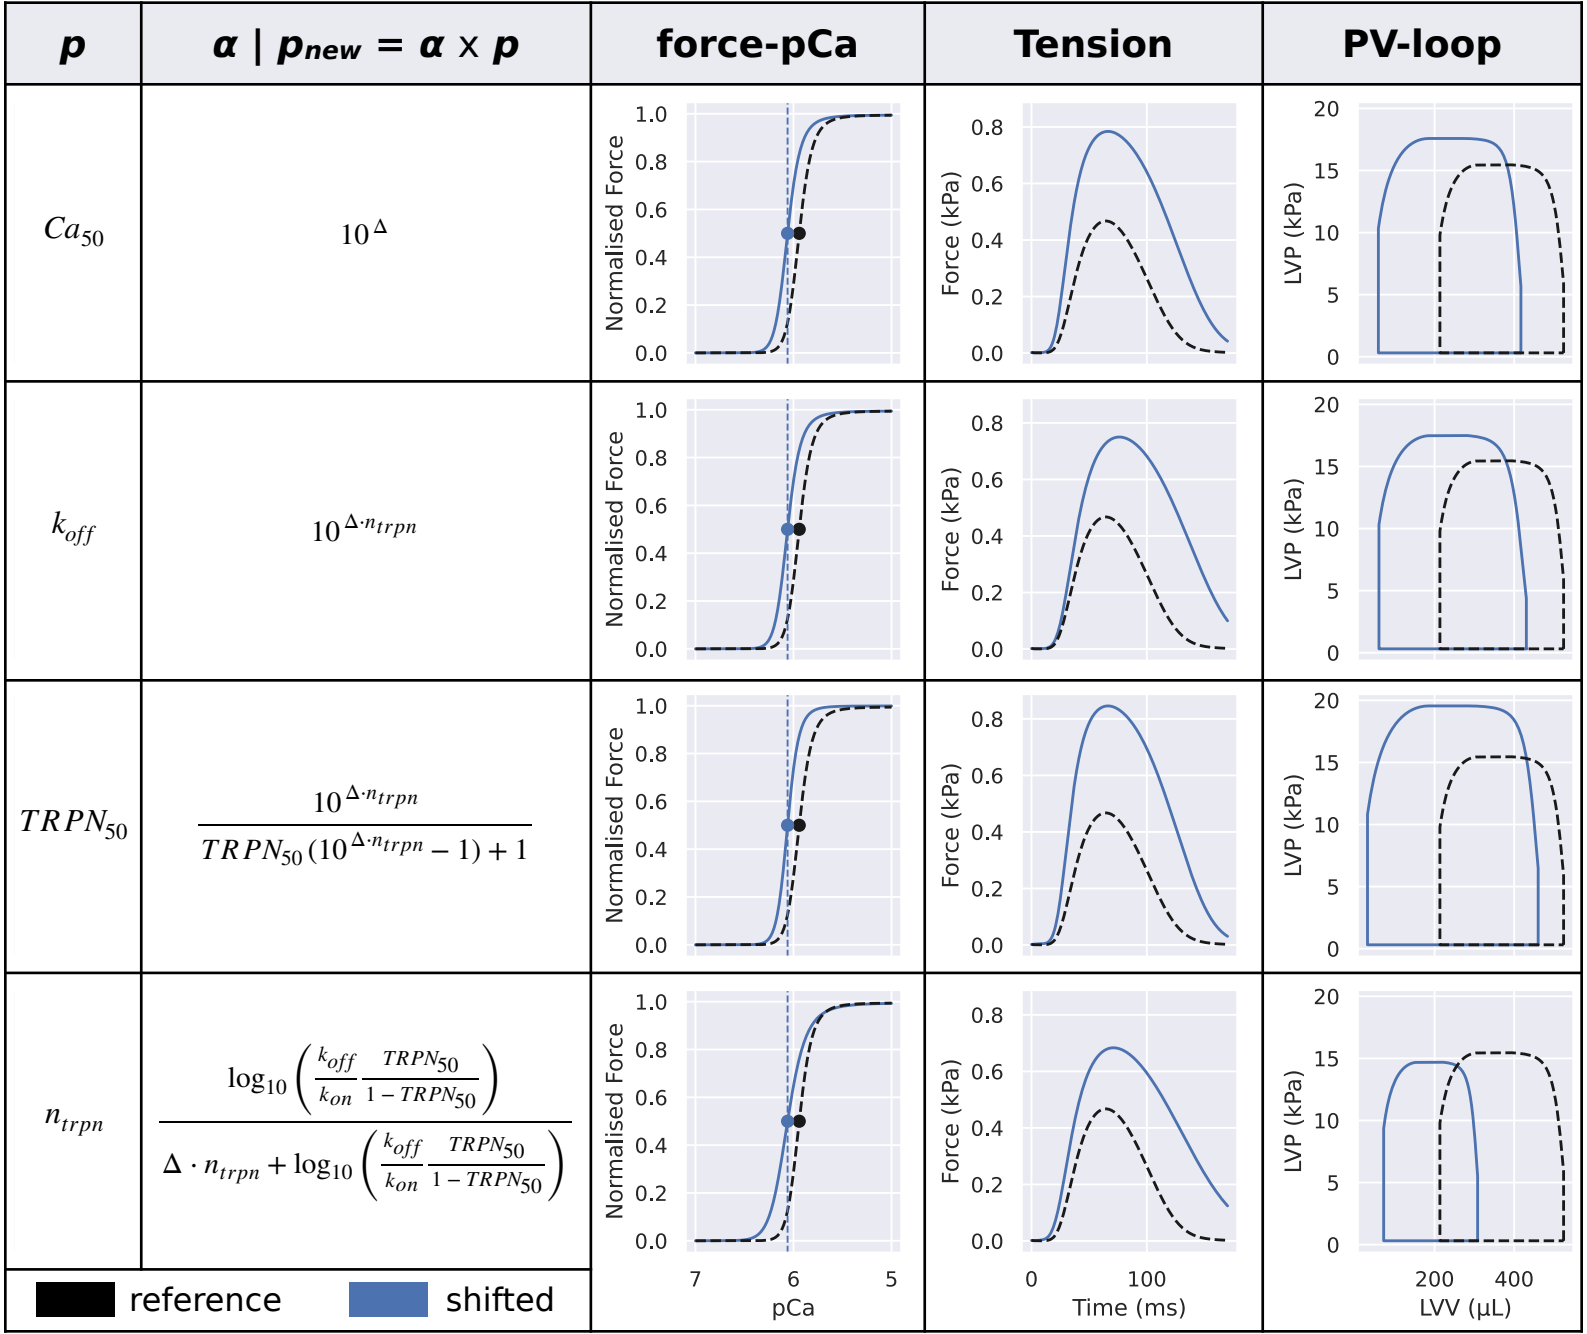 p
α | p_new = α x p
force-pCa
Tension
PV-loop
Ca_50
10^Δ
Normalised Force
1.0
0.8
0.6
0.4
0.2
0.0
Force (kPa)
0.8
0.6
0.4
0.2
0.0
LVP (kPa)
20
15
10
5
0
k_off
10^{Δ·n_trpn}
Normalised Force
1.0
0.8
0.6
0.4
0.2
0.0
Force (kPa)
0.8
0.6
0.4
0.2
0.0
LVP (kPa)
20
15
10
5
0
TRPN_50
10^{Δ·n_trpn}
TRPN_50 (10^{Δ·n_trpn} − 1) + 1
Normalised Force
1.0
0.8
0.6
0.4
0.2
0.0
Force (kPa)
0.8
0.6
0.4
0.2
0.0
LVP (kPa)
20
15
10
5
0
n_trpn
log_10 (k_off/k_on TRPN_50/1 − TRPN_50)
Δ · n_trpn + log_10 (k_off/k_on TRPN_50/1 − TRPN_50)
Normalised Force
1.0
0.8
0.6
0.4
0.2
0.0
7 6 5
pCa
Force (kPa)
0.8
0.6
0.4
0.2
0.0
0 100
Time (ms)
LVP (kPa)
20
15
10
5
0
200 400
LVV (μL)
reference
shifted